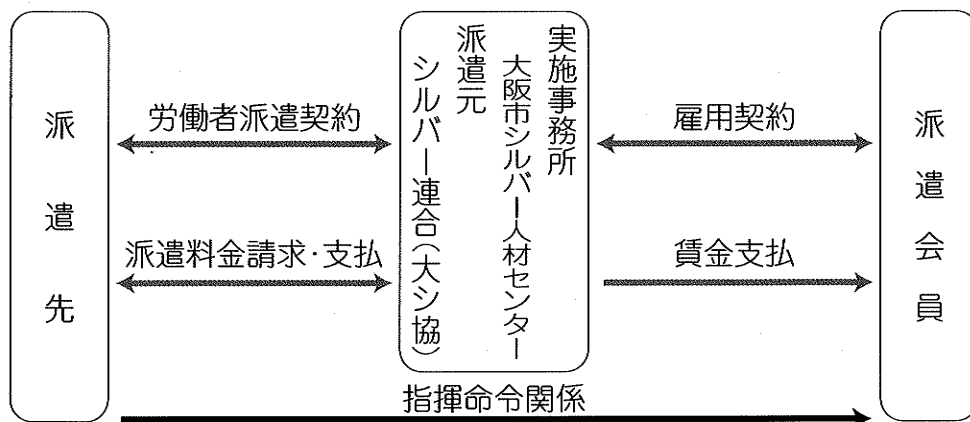 派遣先
労働者派遣契約
派遣料金請求・支払
実施事務所
大阪市シルバー人材センター
派遣元
シルバー連合(大シ協)
雇用契約
賃金支払
派遣会員
指揮命令関係